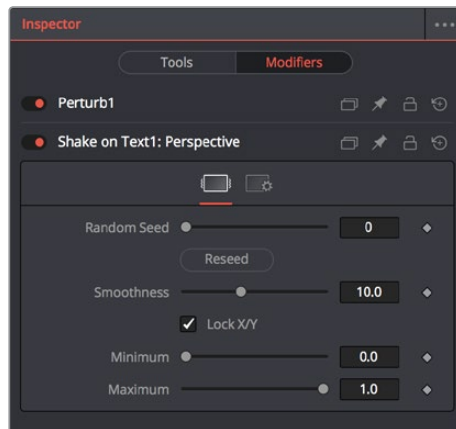 Inspector
Tools Modifiers
Perturb1
Shake on Text1: Perspective
Random Seed 0
Reseed
Smoothness 10.0
Lock X/Y
Minimum 0.0
Maximum 1.0